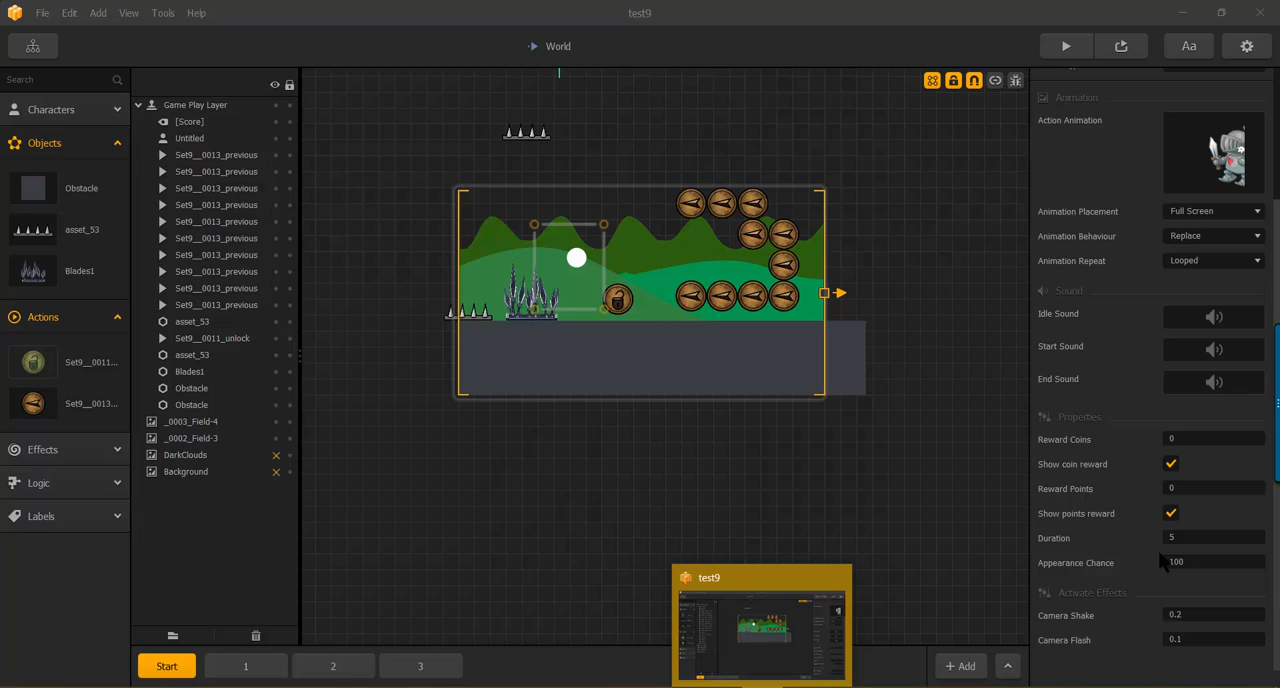 File Edit Add View Tools Help
test9
World
Aa
Search
Characters
Objects
Obstacle
asset_53
Blades1
Actions
Set9__0011...
Set9__0013...
Effects
Logic
Labels
Game Play Layer
[Score]
Untitled
Set9__0013_previous
Set9__0013_previous
Set9__0013_previous
Set9__0013_previous
Set9__0013_previous
Set9__0013_previous
Set9__0013_previous
Set9__0013_previous
Set9__0013_previous
Set9__0013_previous
asset_53
Set9__0011_unlock
asset_53
Blades1
Obstacle
Obstacle
_0003_Field-4
_0002_Field-3
DarkClouds
Background
Start
1
2
3
test9
+ Add
Animation
Action Animation
Animation Placement Full Screen
Animation Behaviour Replace
Animation Repeat Looped
Sound
Idle Sound
Start Sound
End Sound
Properties
Reward Coins 0
Show coin reward
Reward Points 0
Show points reward
Duration 5
Appearance Chance 100
Activate Effects
Camera Shake 0.2
Camera Flash 0.1